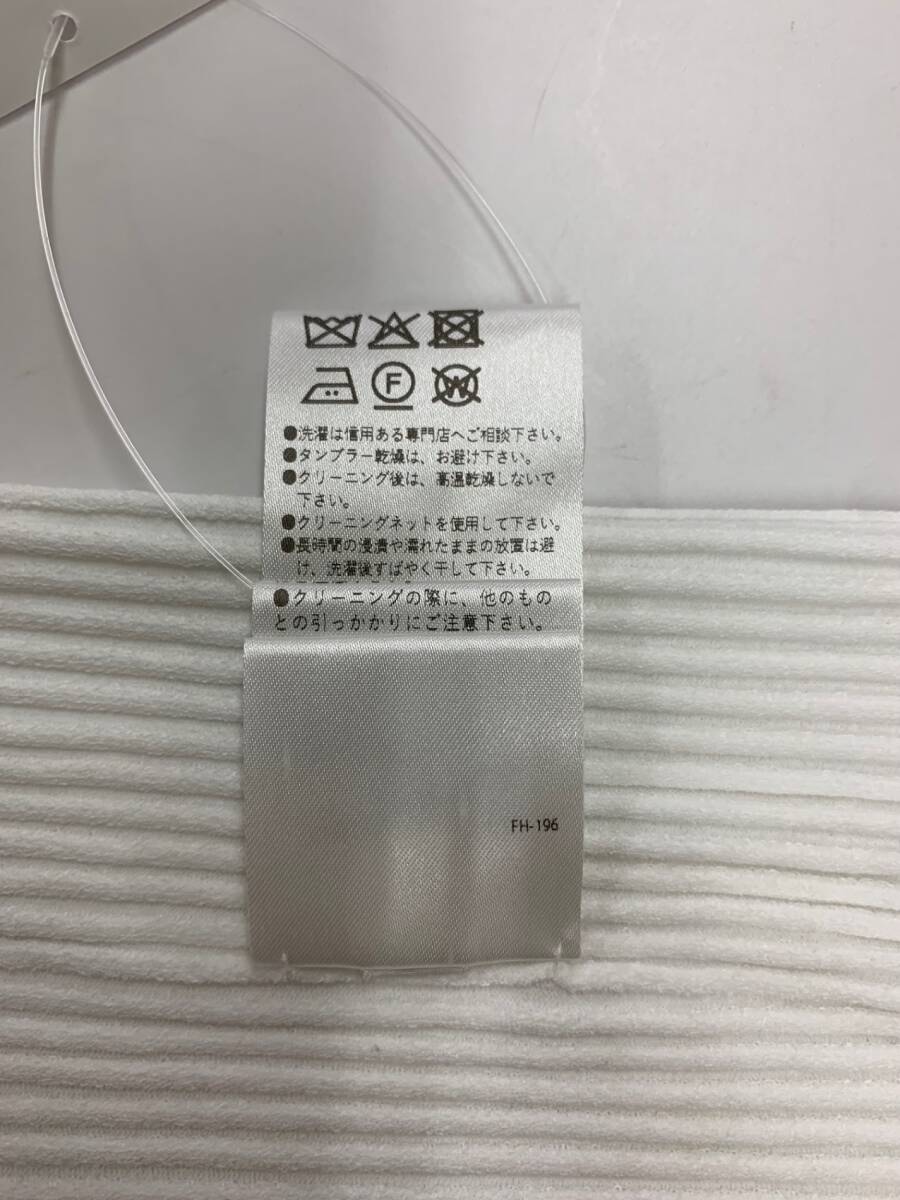 F W
●洗濯は信用ある専門店へご相談下さい。
●タンブラー乾燥は、お避け下さい。
●クリーニング後は、高温乾燥しないで
下さい。
●クリーニングネットを使用して下さい。
●長時間の浸漬や濡れたままの放置は避
け、洗濯後すばやく干して下さい。
●クリーニングの際に、他のもの
との引っかかりにご注意下さい。
FH-196